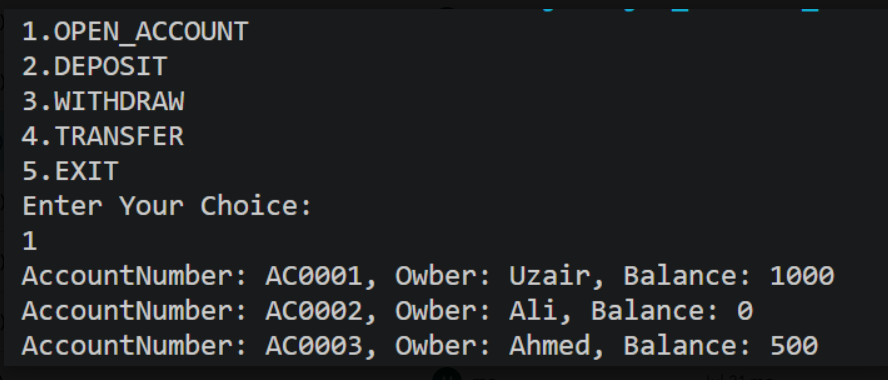 1.OPEN_ACCOUNT
2.DEPOSIT
3.WITHDRAW
4.TRANSFER
5.EXIT
Enter Your Choice:
1
AccountNumber: AC0001, Owber: Uzair, Balance: 1000
AccountNumber: AC0002, Owber: Ali, Balance: 0
AccountNumber: AC0003, Owber: Ahmed, Balance: 500